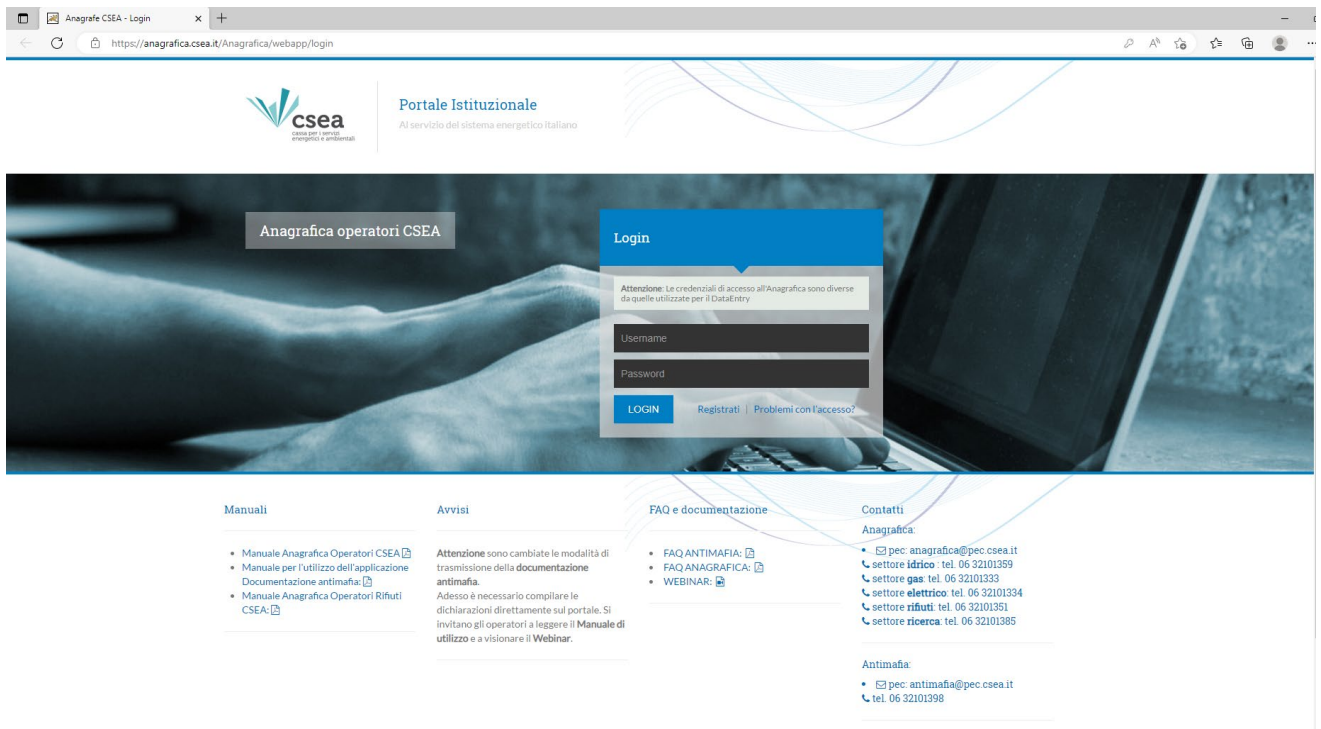 Anagrafe CSEA - Login
https://anagrafica.csea.it/Anagrafica/webapp/login
csea
cassa per i servizi
energetici e ambientali
Portale Istituzionale
Al servizio del sistema energetico italiano
Anagrafica operatori CSEA
Login
Attenzione: Le credenziali di accesso all'Anagrafica sono diverse
da quelle utilizzate per il DataEntry
Username
Password
LOGIN
Registrati | Problemi con l'accesso?
Manuali
Manuale Anagrafica Operatori CSEA
Manuale per l'utilizzo dell'applicazione
Documentazione antimafia:
Manuale Anagrafica Operatori Rifiuti
CSEA:
Avvisi
Attenzione sono cambiate le modalità di
trasmissione della documentazione
antimafia.
Adesso è necessario compilare le
dichiarazioni direttamente sul portale. Si
invitano gli operatori a leggere il Manuale di
utilizzo e a visionare il Webinar.
FAQ e documentazione
FAQ ANTIMAFIA:
FAQ ANAGRAFICA:
WEBINAR:
Contatti
Anagrafica:
pec: anagrafica@pec.csea.it
settore idrico : tel. 06 32101359
settore gas: tel. 06 32101333
settore elettrico: tel. 06 32101334
settore rifiuti: tel. 06 32101351
settore ricerca: tel. 06 32101385
Antimafia:
pec: antimafia@pec.csea.it
tel. 06 32101398